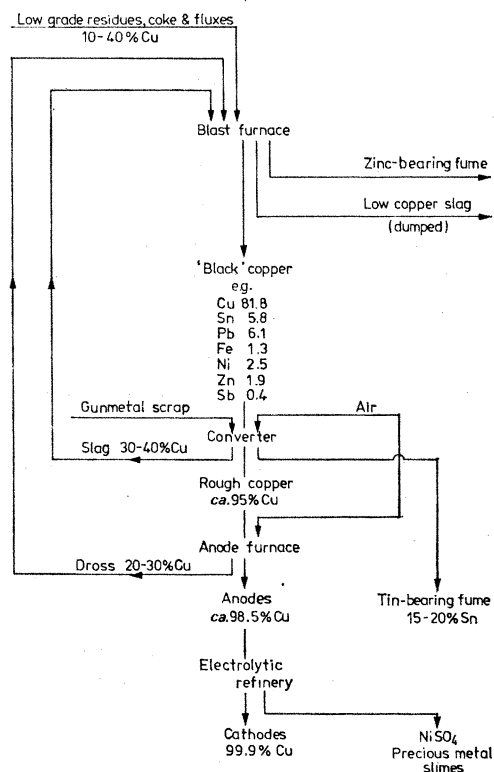 Low grade residues, coke & fluxes
10-40% Cu
Blast furnace
Zinc-bearing fume
Low copper slag
(dumped)
'Black' copper
e.g.
Cu 81.8
Sn 5.8
Pb 6.1
Fe 1.3
Ni 2.5
Zn 1.9
Sb 0.4
Gunmetal scrap
Air
Converter
Slag 30-40%Cu
Rough copper
ca.95% Cu
Anode furnace
Dross 20-30%Cu
Anodes
ca.98.5% Cu
Tin-bearing fume
15-20% Sn
Electrolytic
refinery
Cathodes
99.9% Cu
NiSO4
Precious metal
slimes